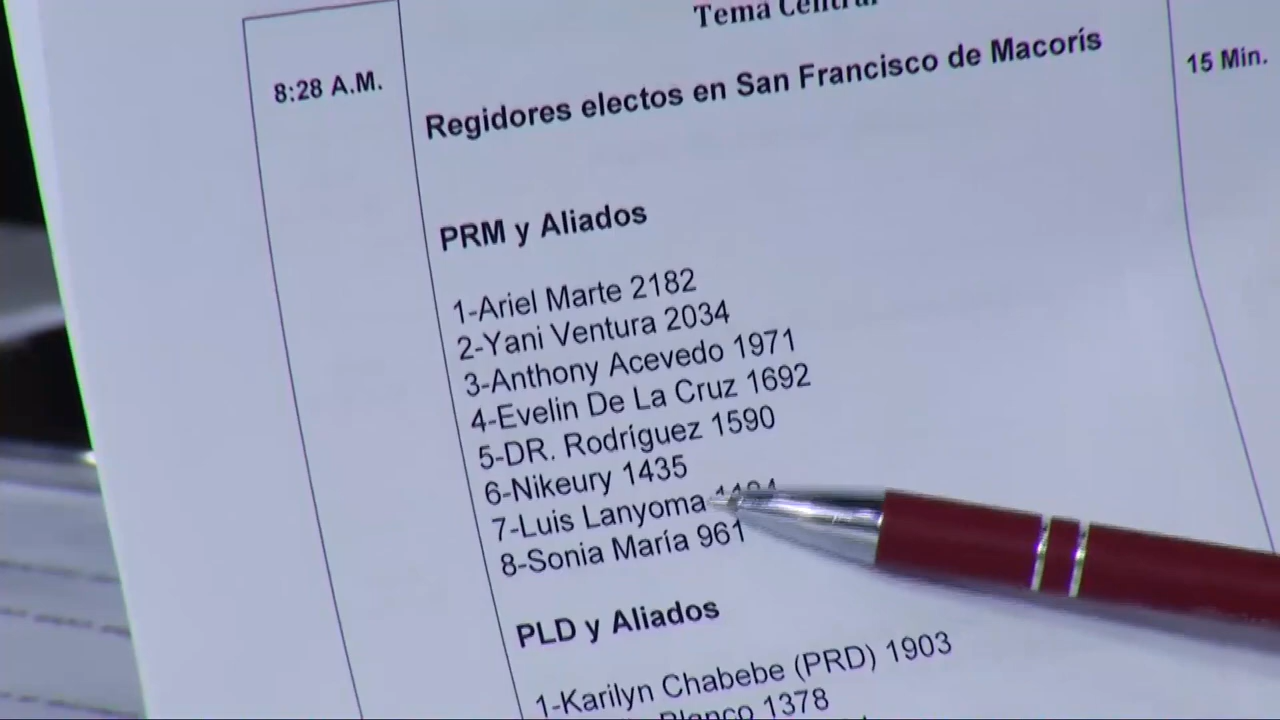 Tema Central
8:28 A.M.
Regidores electos en San Francisco de Macorís
15 Min.
PRM y Aliados
1-Ariel Marte 2182
2-Yani Ventura 2034
3-Anthony Acevedo 1971
4-Evelin De La Cruz 1692
5-DR. Rodríguez 1590
6-Nikeury 1435
7-Luis Lanyoma
8-Sonia María 961
PLD y Aliados
1-Karilyn Chabebe (PRD) 1903
Blanco 1378